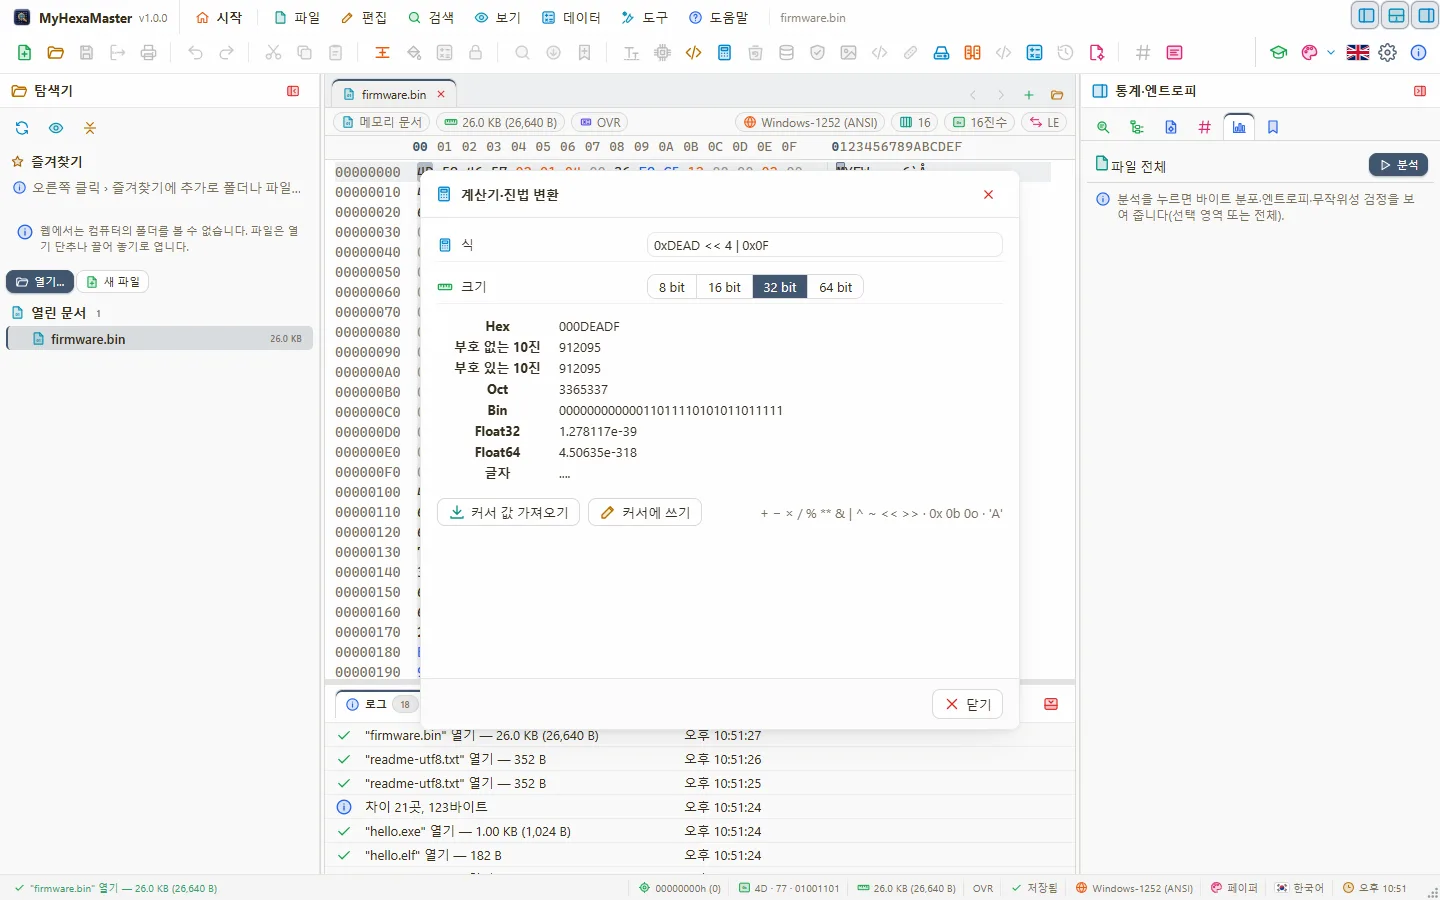 MyHexaMaster v1.0.0 시작 파일 편집 검색 보기 데이터 도구 도움말 firmware.bin
탐색기
즐겨찾기
오른쪽 클릭 › 즐겨찾기에 추가로 폴더나 파일...
웹에서는 컴퓨터의 폴더를 볼 수 없습니다. 파일은 열
기 단추나 끌어 놓기로 엽니다.
열기... 새 파일
열린 문서 1
firmware.bin 26.0 KB
firmware.bin
메모리 문서 26.0 KB (26,640 B) OVR Windows-1252 (ANSI) 16 16진수 LE
00 01 02 03 04 05 06 07 08 09 0A 0B 0C 0D 0E 0F 0123456789ABCDEF
00000000
00000010
00000020
00000030
00000040
00000050
00000060
00000070
00000080
00000090
000000A0
000000B0
000000C0
000000D0
000000E0
000000F0
00000100
00000110
00000120
00000130
00000140
00000150
00000160
00000170
00000180
00000190
계산기·진법 변환
식 0xDEAD << 4 | 0x0F
크기 8 bit 16 bit 32 bit 64 bit
Hex 000DEADF
부호 없는 10진 912095
부호 있는 10진 912095
Oct 3365337
Bin 00000000000011011110101011011111
Float32 1.278117e-39
Float64 4.50635e-318
글자 ....
커서 값 가져오기 커서에 쓰기 + − × / % ** & | ^ ~ << >> · 0x 0b 0o · 'A'
닫기
로그 18
"firmware.bin" 열기 — 26.0 KB (26,640 B) 오후 10:51:27
"readme-utf8.txt" 열기 — 352 B 오후 10:51:26
"readme-utf8.txt" 열기 — 352 B 오후 10:51:25
차이 21곳, 123바이트 오후 10:51:24
"hello.exe" 열기 — 1.00 KB (1,024 B) 오후 10:51:24
"hello.elf" 열기 — 182 B 오후 10:51:24
통계·엔트로피
파일 전체 분석
분석을 누르면 바이트 분포·엔트로피·무작위성 검정을 보
여 줍니다(선택 영역 또는 전체).
"firmware.bin" 열기 — 26.0 KB (26,640 B) 00000000h (0) 4D · 77 · 01001101 26.0 KB (26,640 B) OVR 저장됨 Windows-1252 (ANSI) 페이퍼 한국어 오후 10:51